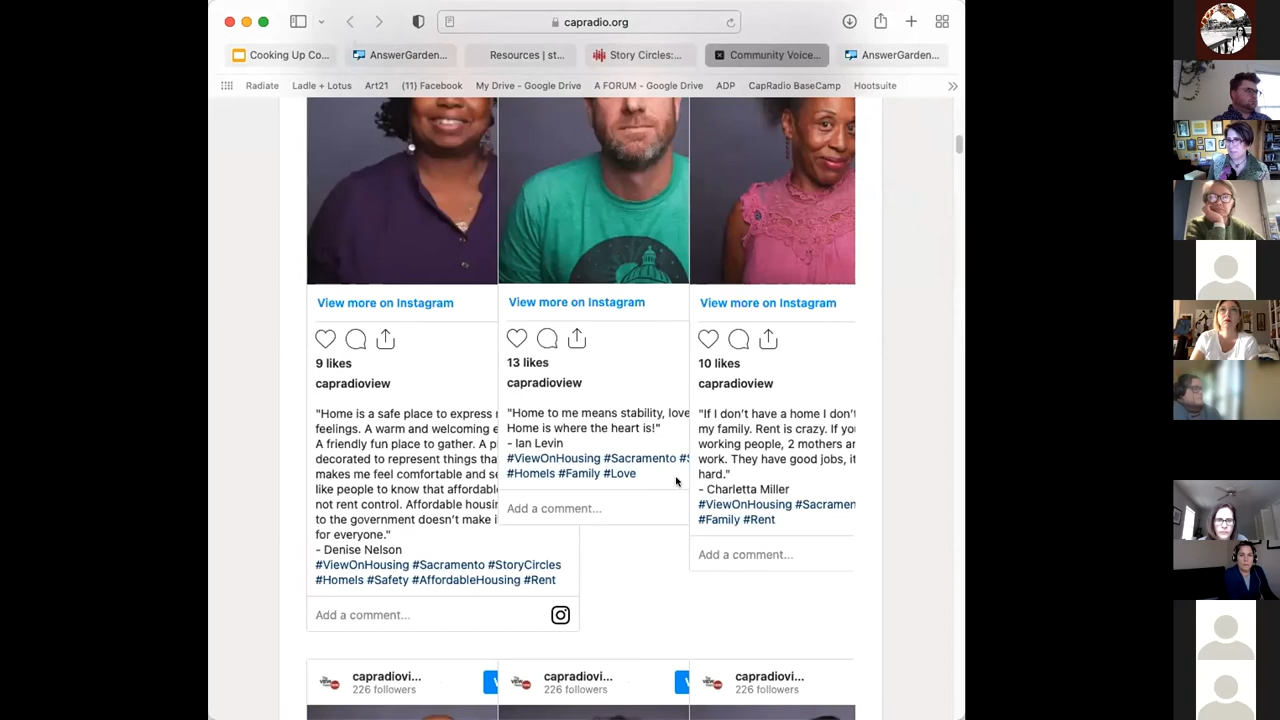 capradio.org
Cooking Up Co...
AnswerGarden...
Resources | st...
Story Circles:...
Community Voice...
AnswerGarden...
Radiate
Ladle + Lotus
Art21
(11) Facebook
My Drive - Google Drive
A FORUM - Google Drive
ADP
CapRadio BaseCamp
Hootsuite
View more on Instagram
9 likes
capradioview
"Home is a safe place to express
feelings. A warm and welcoming
A friendly fun place to gather. A
decorated to represent things
makes me feel comfortable and
like people to know that
not rent control. Affordable
to the government doesn't make
for everyone."
- Denise Nelson
#ViewOnHousing #Sacramento #StoryCircles
#HomeIs #Safety #AffordableHousing #Rent
Add a comment...
View more on Instagram
13 likes
capradioview
"Home to me means stability, love
Home is where the heart is!"
- Ian Levin
#ViewOnHousing #Sacramento
#HomeIs #Family #Love
Add a comment...
View more on Instagram
10 likes
capradioview
"If I don't have a home I don't
my family. Rent is crazy. If
working people, 2 mothers
work. They have good jobs,
hard."
- Charletta Miller
#ViewOnHousing
#Family #Rent
Add a comment...
capradiovi...
226 followers
capradiovi...
226 followers
capradiovi...
226 followers